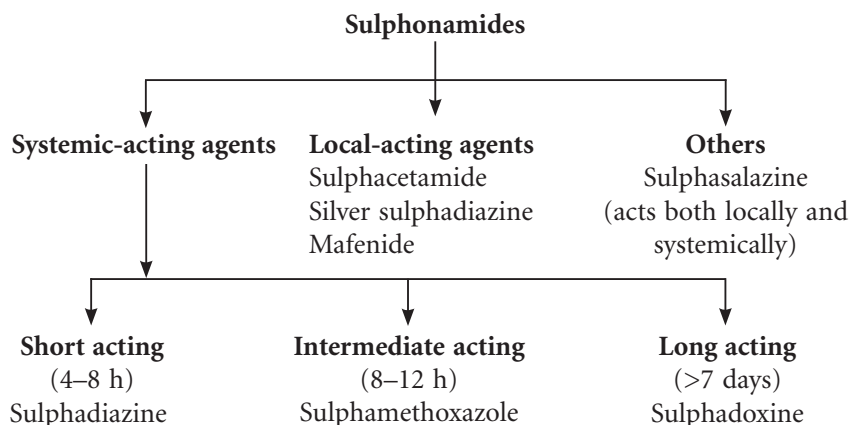 Sulphonamides
Systemic-acting agents
Local-acting agents
Sulphacetamide
Silver sulphadiazine
Mafenide
Others
Sulphasalazine
(acts both locally and
systemically)
Short acting
(4–8 h)
Sulphadiazine
Intermediate acting
(8–12 h)
Sulphamethoxazole
Long acting
(>7 days)
Sulphadoxine